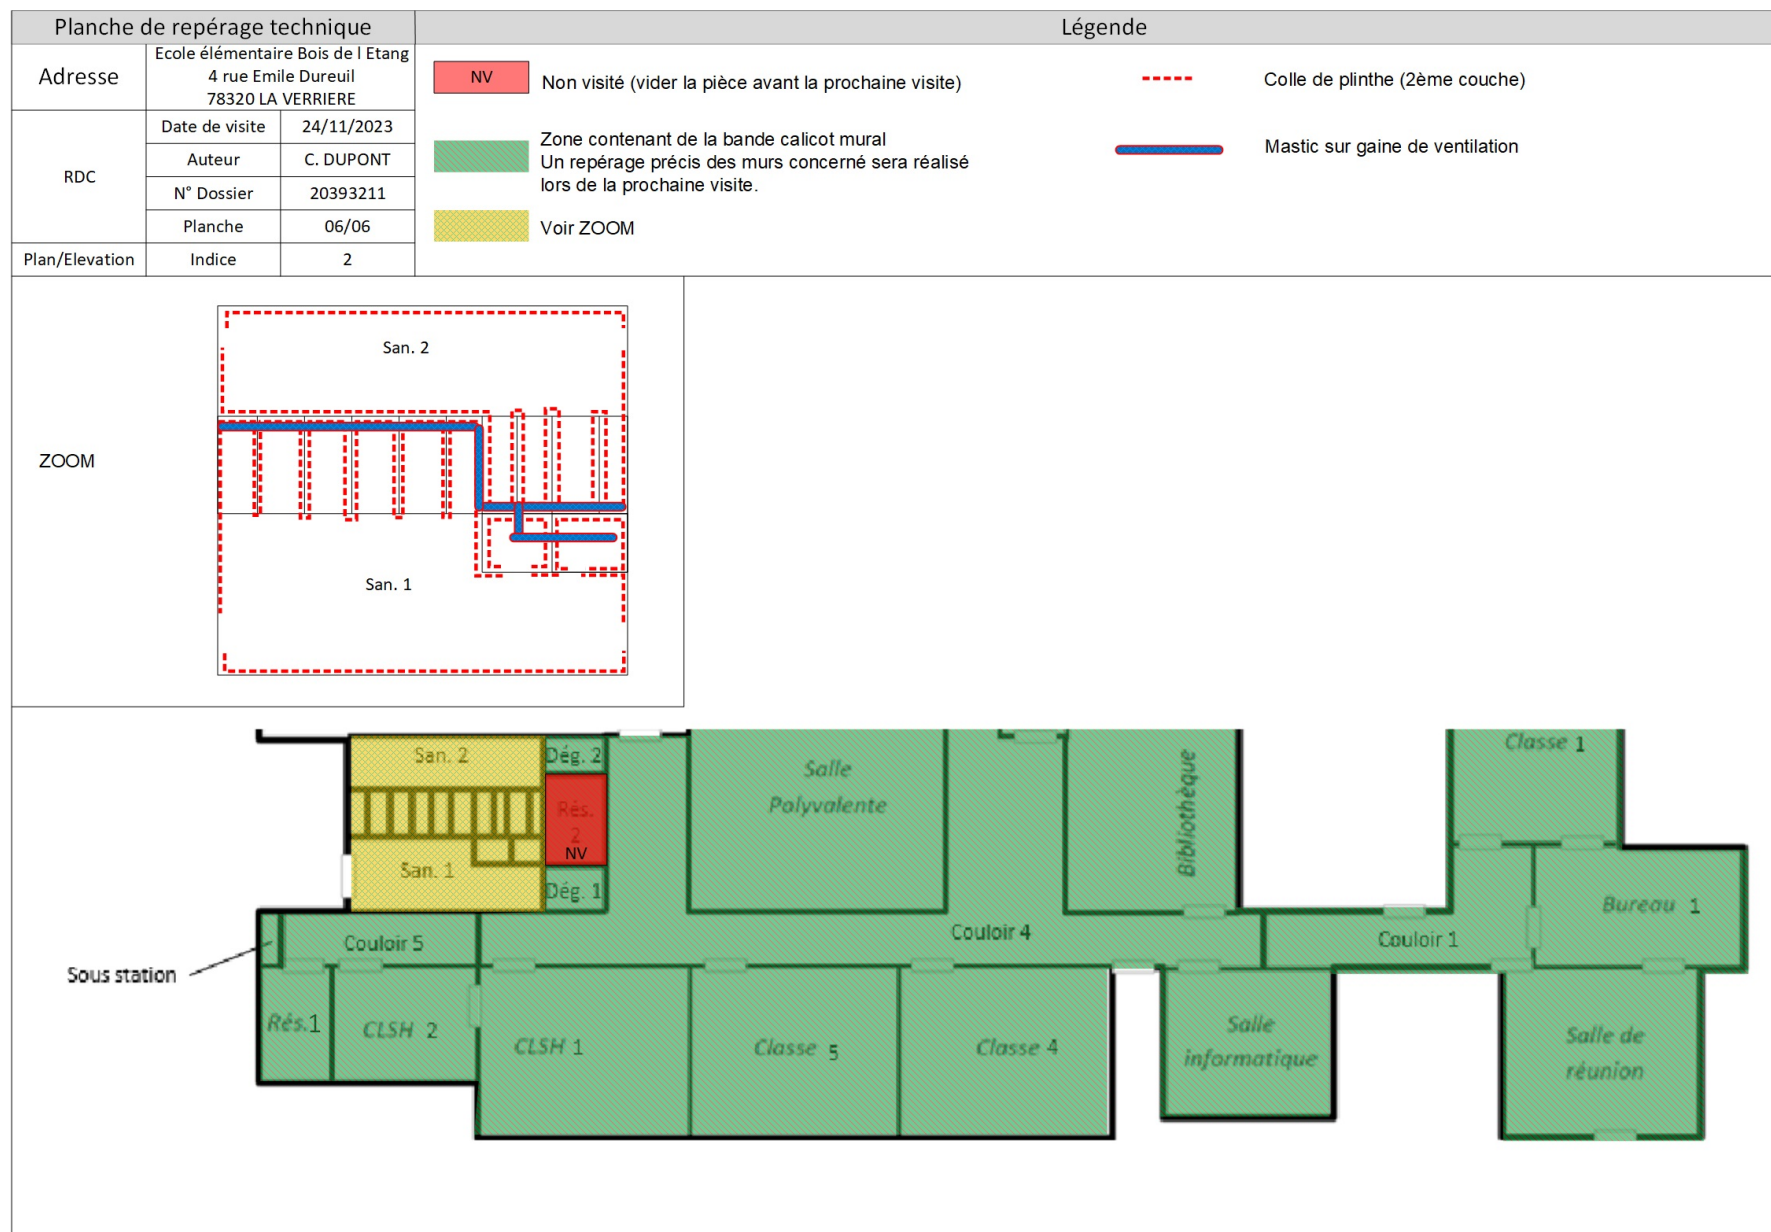 Planche de repérage technique
Légende
Adresse
Ecole élémentaire Bois de l Etang
4 rue Emile Dureuil
78320 LA VERRIERE
RDC
Date de visite
24/11/2023
Auteur
C. DUPONT
N° Dossier
20393211
Planche
06/06
Plan/Elevation
Indice
2
NV
Non visité (vider la pièce avant la prochaine visite)
Zone contenant de la bande calicot mural
Un repérage précis des murs concerné sera réalisé
lors de la prochaine visite.
Voir ZOOM
Colle de plinthe (2ème couche)
Mastic sur gaine de ventilation
ZOOM
San. 2
San. 1
San. 2
Dég. 2
Rés.
2
NV
San. 1
Dég. 1
Salle
Polyvalente
Bibliothèque
Classe 1
Bureau 1
Couloir 5
Couloir 4
Couloir 1
Sous station
Rés.1
CLSH 2
CLSH 1
Classe 5
Classe 4
Salle
informatique
Salle de
réunion